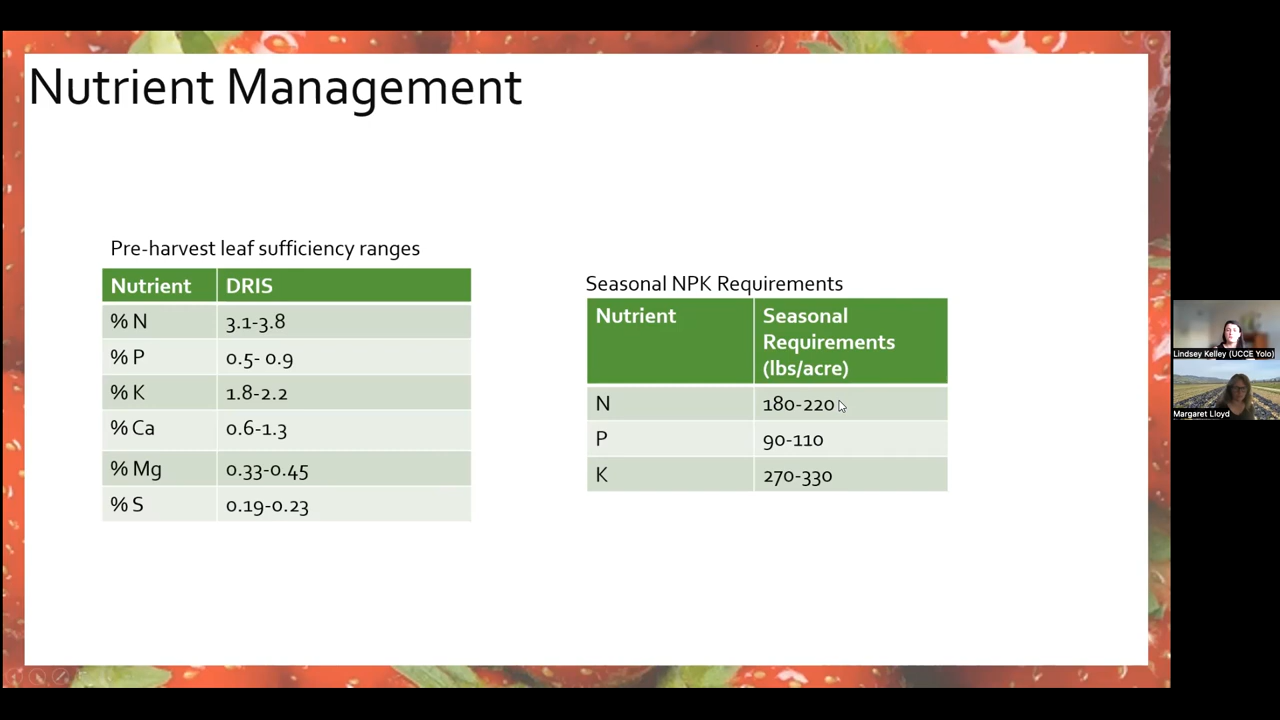 Nutrient Management
Pre-harvest leaf sufficiency ranges
Nutrient DRIS
% N 3.1-3.8
% P 0.5- 0.9
% K 1.8-2.2
% Ca 0.6-1.3
% Mg 0.33-0.45
% S 0.19-0.23
Seasonal NPK Requirements
Nutrient Seasonal
Requirements
(lbs/acre)
N 180-220
P 90-110
K 270-330
Lindsey Kelley (UCCE Yolo)
Margaret Lloyd